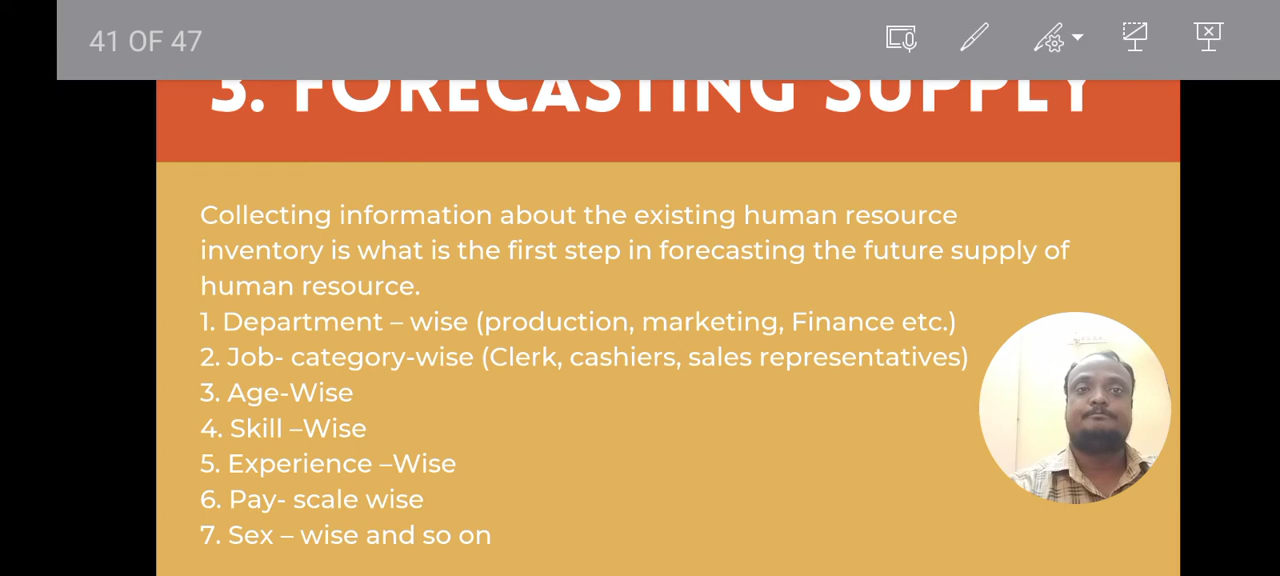 41 OF 47
3. FORECASTING SUPPLY
Collecting information about the existing human resource
inventory is what is the first step in forecasting the future supply of
human resource.
1. Department – wise (production, marketing, Finance etc.)
2. Job- category-wise (Clerk, cashiers, sales representatives)
3. Age-Wise
4. Skill –Wise
5. Experience –Wise
6. Pay- scale wise
7. Sex – wise and so on